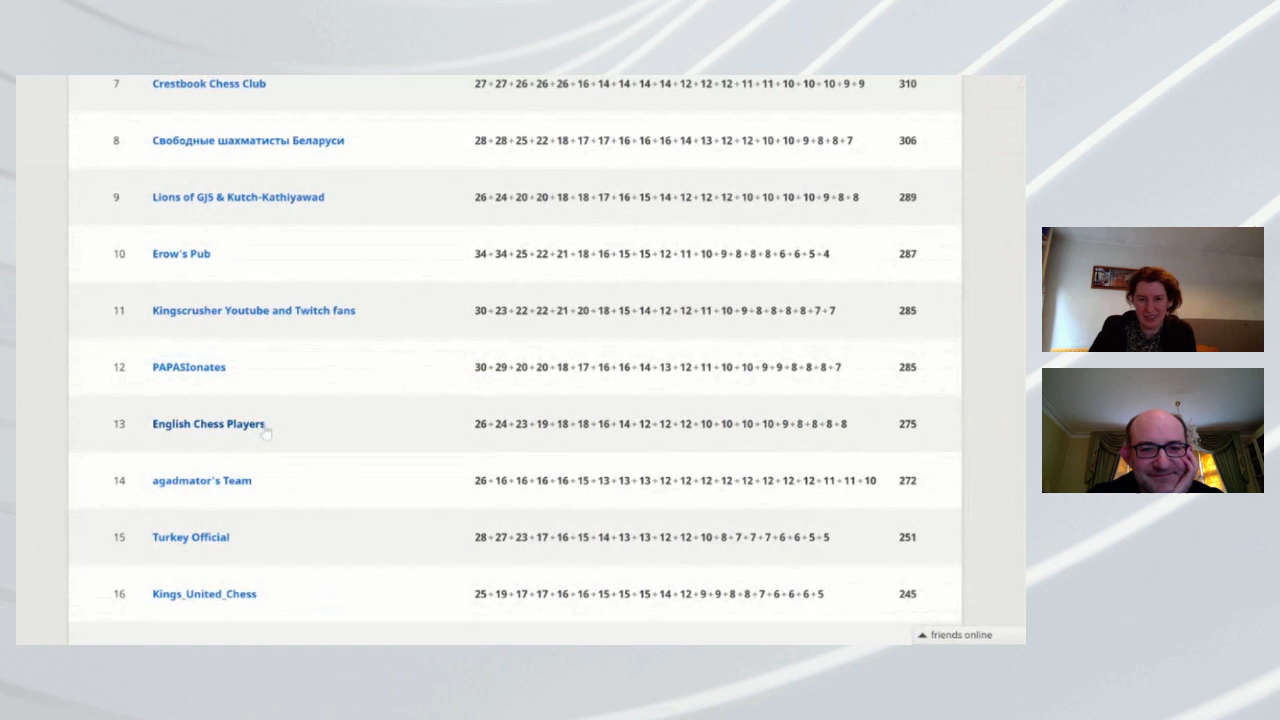 7 Crestbook Chess Club 27+27+26+26+26+16+14+14+14+14+12+12+12+11+11+10+10+10+9+9 310
8 Свободные шахматисты Беларуси 28+28+25+22+18+17+17+16+16+16+14+13+12+12+10+10+9+8+8+7 306
9 Lions of GJ5 & Kutch-Kathiyawad 26+24+20+20+18+18+17+16+15+14+12+12+12+10+10+10+10+9+8+8 289
10 Erow's Pub 34+34+25+22+21+18+16+15+15+12+11+10+9+8+8+8+6+6+5+4 287
11 Kingscrusher Youtube and Twitch fans 30+23+22+22+21+20+18+15+14+12+12+11+10+9+8+8+8+8+7+7 285
12 PAPASIonates 30+29+20+20+18+17+16+16+14+13+12+11+10+10+9+9+8+8+8+7 285
13 English Chess Players 26+24+23+19+18+18+16+14+12+12+12+10+10+10+10+9+8+8+8+8 275
14 agadmator's Team 26+16+16+16+16+15+13+13+13+12+12+12+12+12+12+12+12+11+11+10 272
15 Turkey Official 28+27+23+17+16+15+14+13+13+12+12+10+8+7+7+7+6+6+5+5 251
16 Kings_United_Chess 25+19+17+17+16+16+15+15+15+14+12+9+9+8+8+7+6+6+6+5 245
friends online